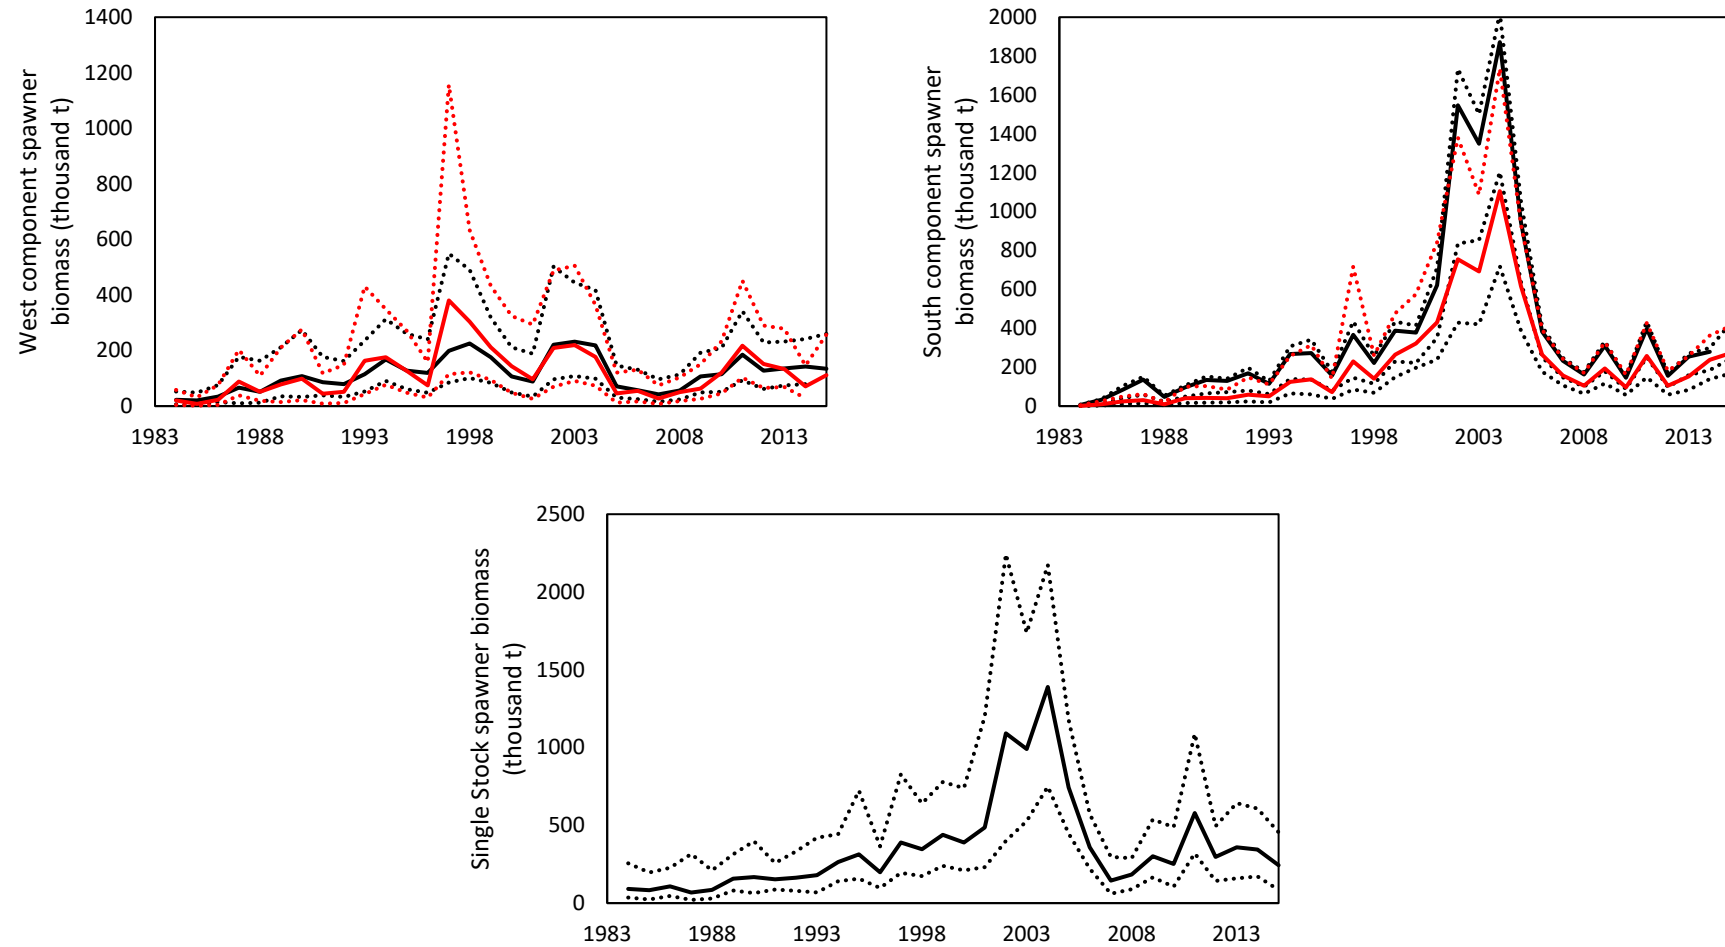 West component spawner
biomass (thousand t)
1400
1200
1000
800
600
400
200
0
1983 1988 1993 1998 2003 2008 2013
South component spawner
biomass (thousand t)
2000
1800
1600
1400
1200
1000
800
600
400
200
0
1983 1988 1993 1998 2003 2008 2013
Single Stock spawner biomass
(thousand t)
2500
2000
1500
1000
500
0
1983 1988 1993 1998 2003 2008 2013